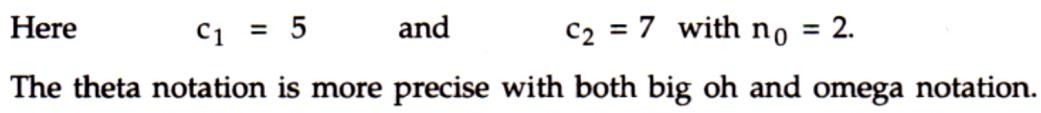 Here c₁ = 5 and c₂ = 7 with n₀ = 2.
The theta notation is more precise with both big oh and omega notation.